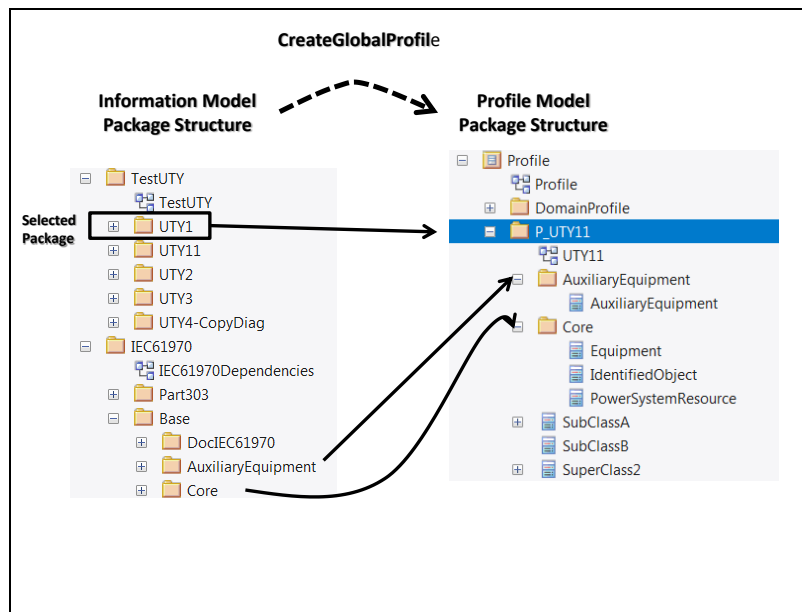 CreateGlobalProfile
Information Model
Package Structure
Profile Model
Package Structure
Selected
Package
TestUTY
TestUTY
UTY1
UTY11
UTY2
UTY3
UTY4-CopyDiag
IEC61970
IEC61970Dependencies
Part303
Base
DocIEC61970
AuxiliaryEquipment
Core
Profile
Profile
DomainProfile
P_UTY11
UTY11
AuxiliaryEquipment
AuxiliaryEquipment
Core
Equipment
IdentifiedObject
PowerSystemResource
SubClassA
SubClassB
SuperClass2